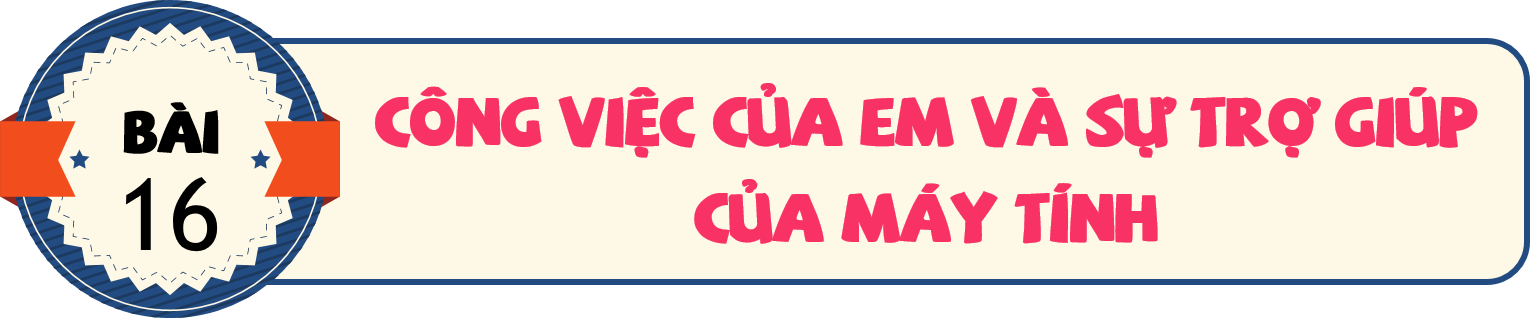 BÀI
16
CÔNG VIỆC CỦA EM VÀ SỰ TRỢ GIÚP
CỦA MÁY TÍNH